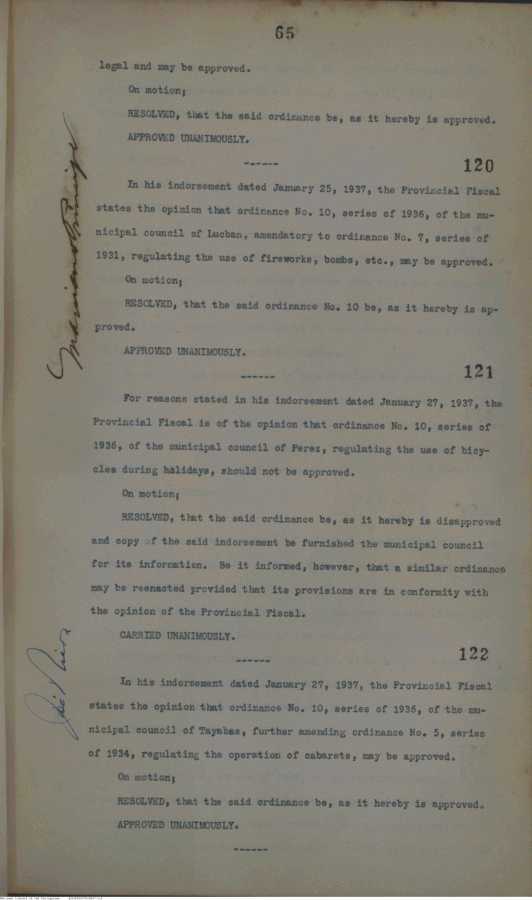 65
legal and may be approved.
On motion;
RESOLVED, that the said ordinance be, as it hereby is approved.
APPROVED UNANIMOUSLY.
------
120
In his indorsement dated January 25, 1937, the Provincial Fiscal
states the opinion that ordinance No. 10, series of 1936, of the mu-
nicipal council of Lucban, amendatory to ordinance No. 7, series of
1931, regulating the use of fireworks, bombs, etc., may be approved.
On motion;
RESOLVED, that the said ordinance No. 10 be, as it hereby is ap-
proved.
APPROVED UNANIMOUSLY.
------
121
For reasons stated in his indorsement dated January 27, 1937, the
Provincial Fiscal is of the opinion that ordinance No. 10, series of
1936, of the municipal council of Perez, regulating the use of bicy-
cles during halidays, should not be approved.
On motion;
RESOLVED, that the said ordinance be, as it hereby is disapproved
and copy of the said indorsement be furnished the municipal council
for its information. Be it informed, however, that a similar ordinance
may be reenacted provided that its provisions are in conformity with
the opinion of the Provincial Fiscal.
CARRIED UNANIMOUSLY.
------
122
In his indorsement dated January 27, 1937, the Provincial Fiscal
states the opinion that ordinance No. 10, series of 1936, of the mu-
nicipal council of Tayabas, further amending ordinance No. 5, series
of 1934, regulating the operation of cabarets, may be approved.
On motion;
RESOLVED, that the said ordinance be, as it hereby is approved.
APPROVED UNANIMOUSLY.
------